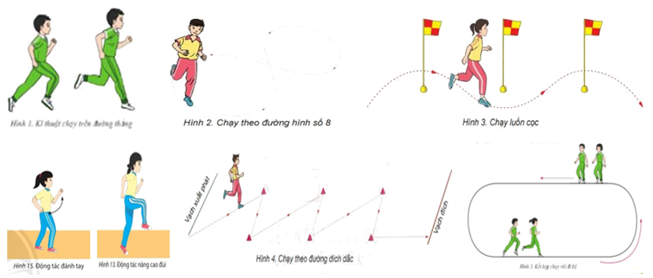 Hình 1. Kĩ thuật chạy trên đường thẳng
Hình 2. Chạy theo đường hình số 8
Hình 3. Chạy luồn cọc
Hình 15. Động tác đánh tay
Hình 13. Động tác nâng cao đùi
Vạch xuất phát
Vạch đích
Hình 4. Chạy theo đường dích dắc